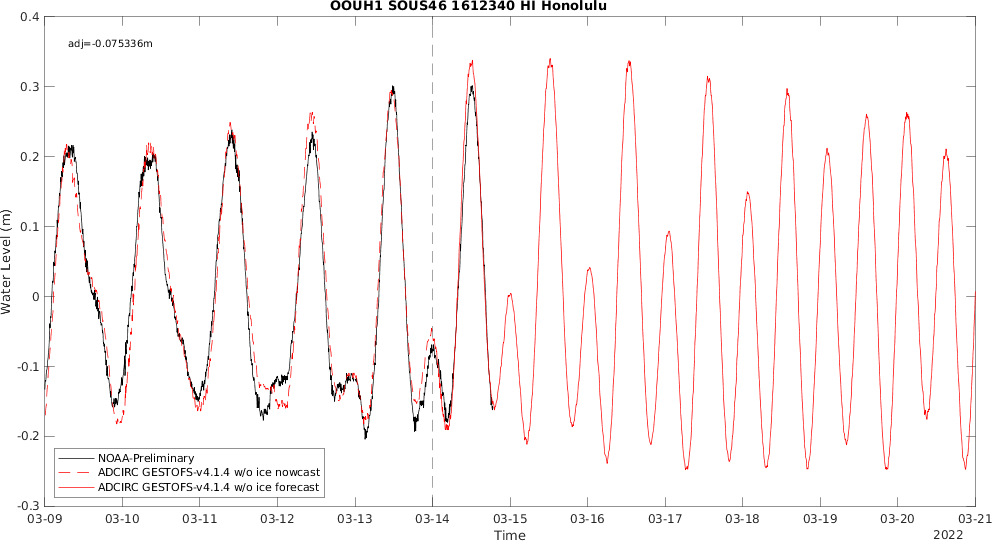 OOUH1 SOUS46 1612340 HI Honolulu
adj=-0.075336m
0.4
0.3
0.2
0.1
0
-0.1
-0.2
-0.3
Water Level (m)
NOAA-Preliminary
ADCIRC GESTOFS-v4.1.4 w/o ice nowcast
ADCIRC GESTOFS-v4.1.4 w/o ice forecast
03-09 03-10 03-11 03-12 03-13 03-14 03-15 03-16 03-17 03-18 03-19 03-20 03-21
Time
2022